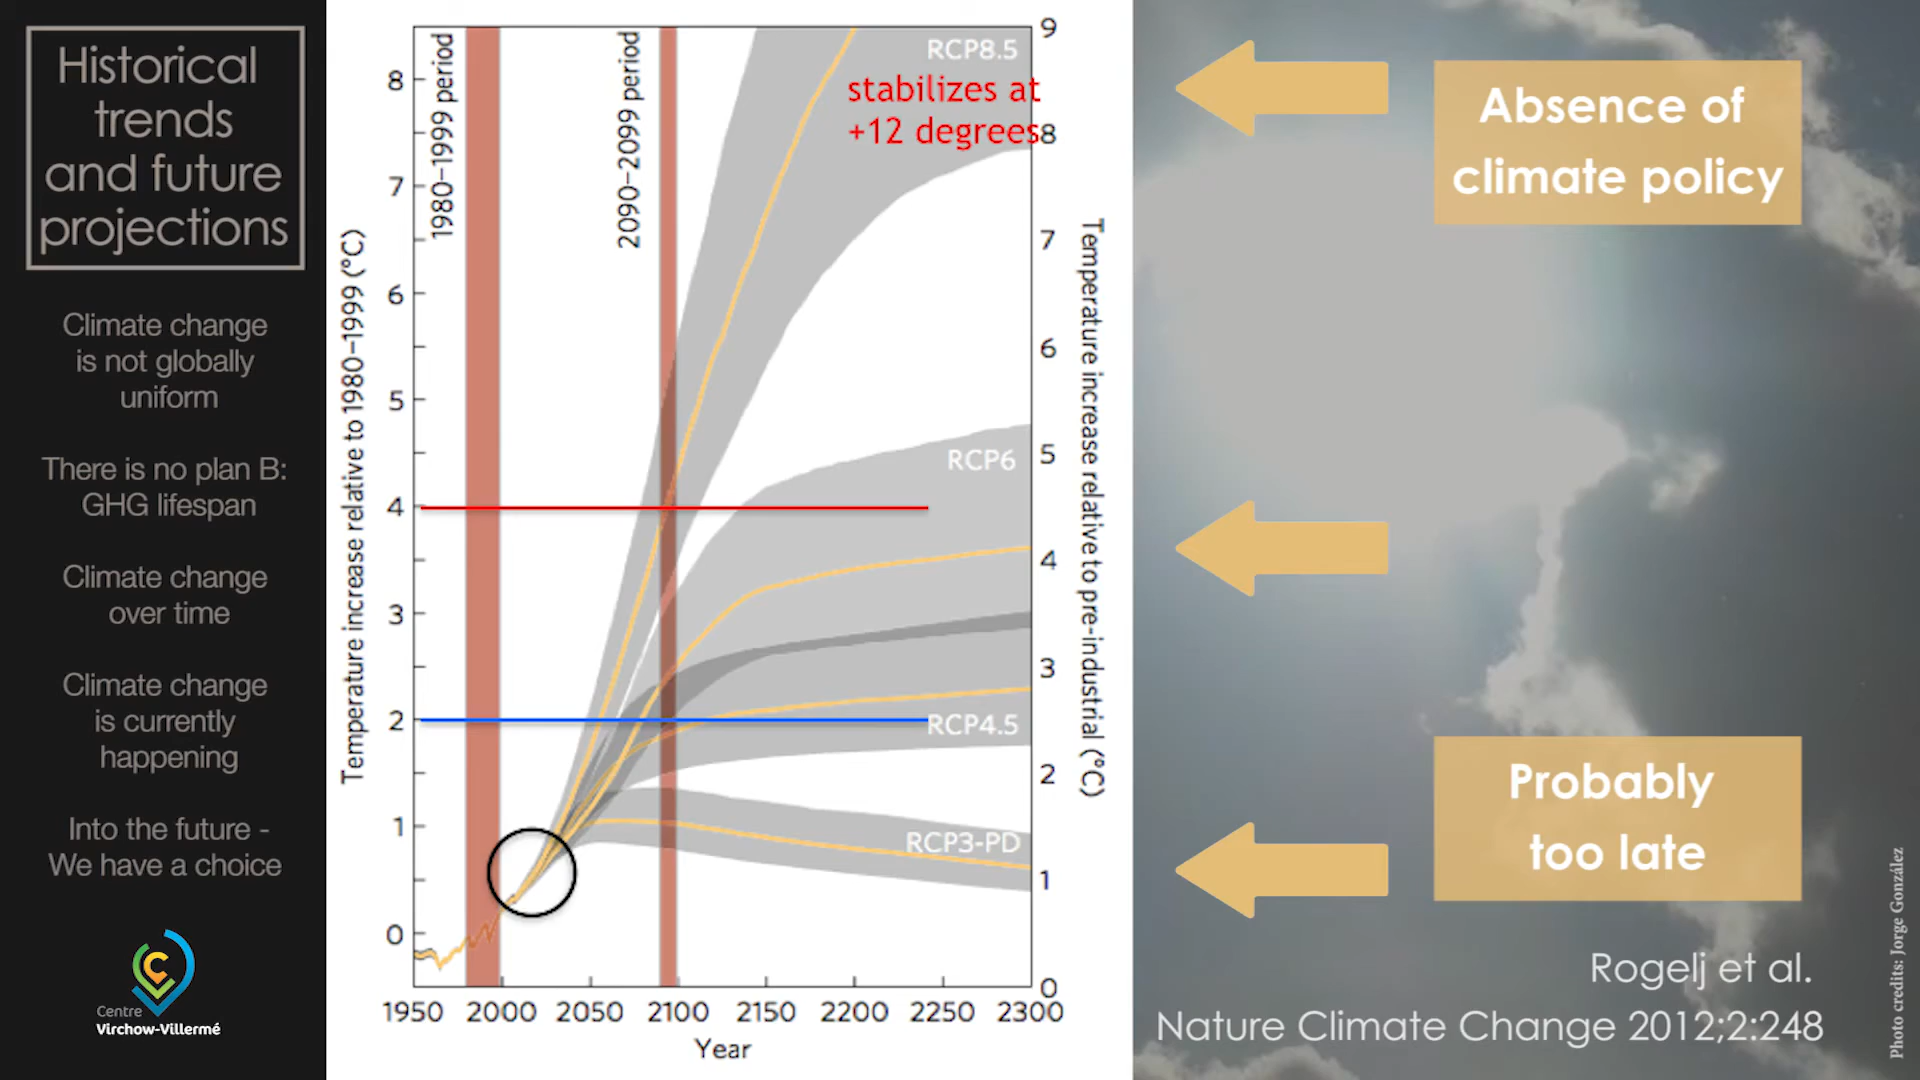 Historical
trends
and future
projections
Climate change
is not globally
uniform
There is no plan B:
GHG lifespan
Climate change
over time
Climate change
is currently
happening
Into the future -
We have a choice
Centre
Virchow-Villermé
Temperature increase relative to 1980–1999 (°C)
8
7
6
5
4
3
2
1
0
1980–1999 period
2090–2099 period
RCP8.5
stabilizes at
+12 degrees
RCP6
RCP4.5
RCP3-PD
9
8
7
6
5
4
3
2
1
0
Temperature increase relative to pre-industrial (°C)
1950 2000 2050 2100 2150 2200 2250 2300
Year
Absence of
climate policy
Probably
too late
Rogelj et al.
Nature Climate Change 2012;2:248
Photo credits: Jorge González